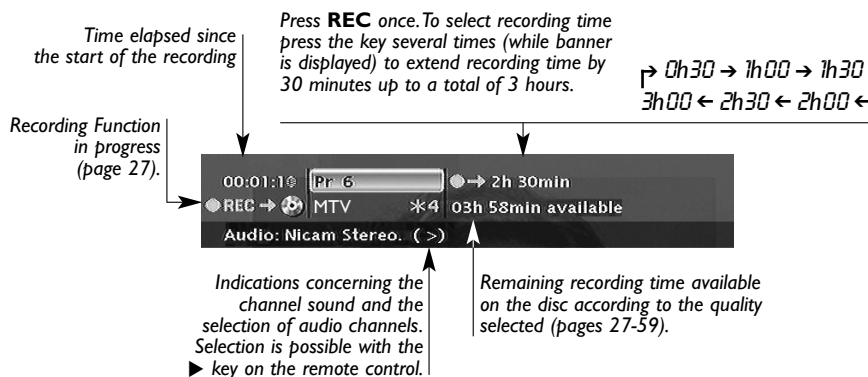 Time elapsed since
the start of the recording
Press REC once. To select recording time
press the key several times (while banner
is displayed) to extend recording time by
30 minutes up to a total of 3 hours.
0h30 → 1h00 → 1h30
3h00 ← 2h30 ← 2h00 ←
Recording Function
in progress
(page 27).
00:01:10 Pr 6 → 2h 30min
REC → MTV *4 03h 58min available
Audio: Nicam Stereo. ( >)
Indications concerning the
channel sound and the
selection of audio channels.
Selection is possible with the
▶ key on the remote control.
Remaining recording time available
on the disc according to the quality
selected (pages 27-59).